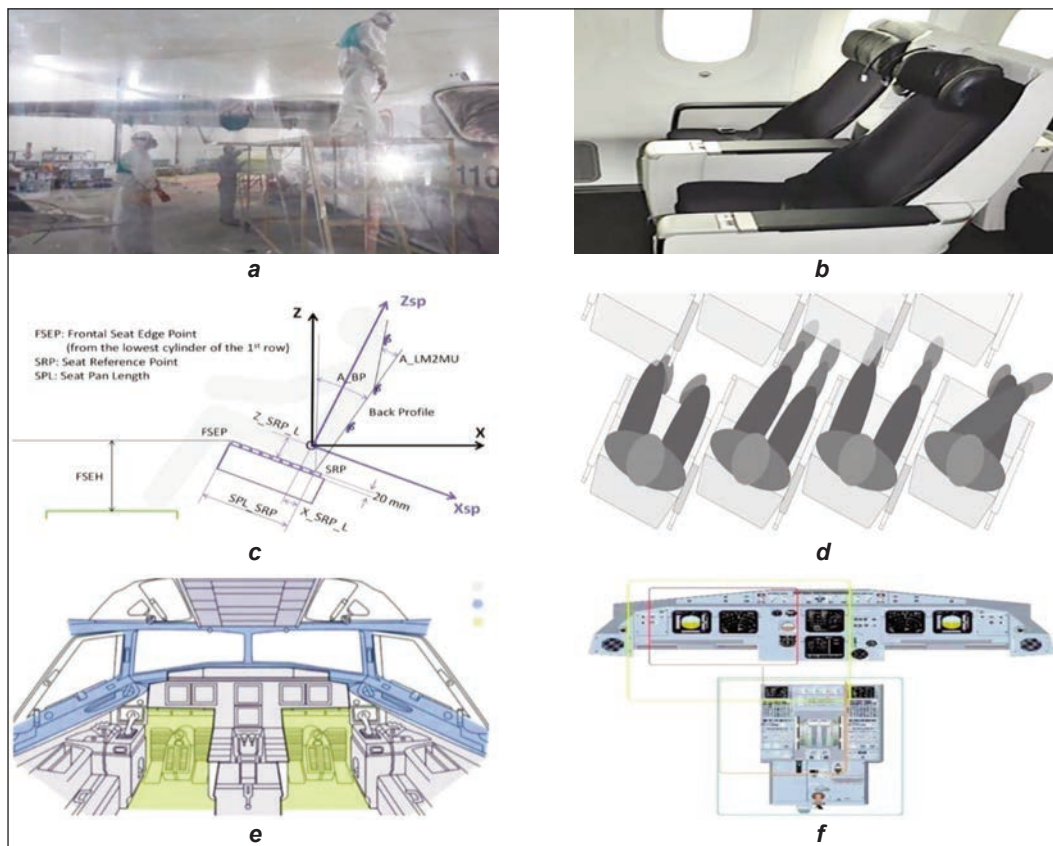 110
a
b
FSEP: Frontal Seat Edge Point
(from the lowest cylinder of the 1st row)
SRP: Seat Reference Point
SPL: Seat Pan Length
Z
Zsp
A_LM2MU
A_BP
Back Profile
Z_SRP_L
FSEP
X
SRP
FSEH
20 mm
SPL_SRP
X_SRP_L
Xsp
c
d
e
f